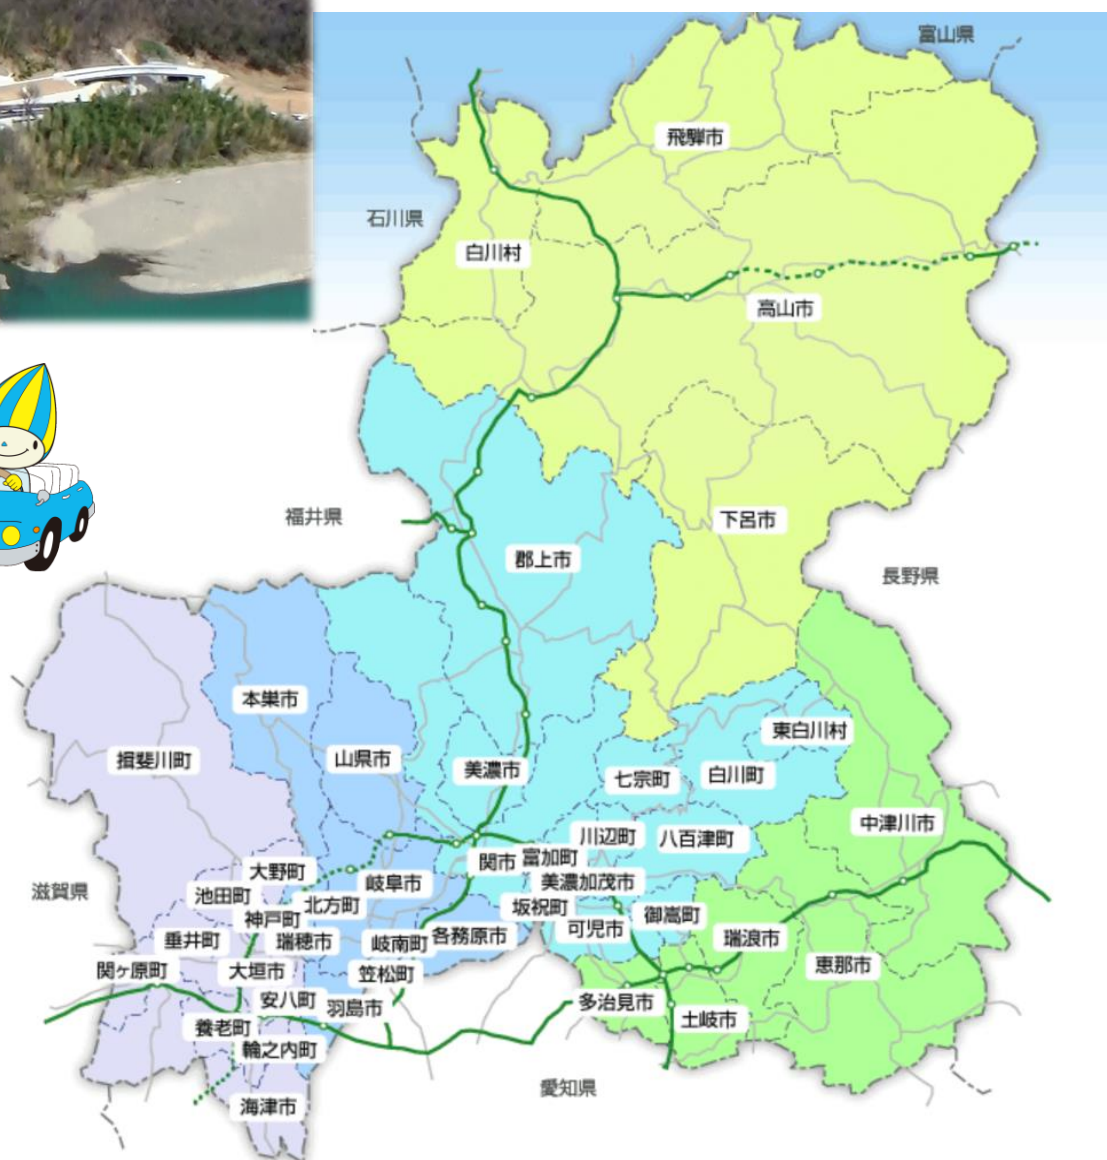 富山県
飛騨市
石川県
白川村
高山市
福井県
下呂市
郡上市
長野県
本巣市
東白川村
揖斐川町
山県市
美濃市
七宗町
白川町
中津川市
川辺町
八百津町
関市
富加町
大野町
岐阜市
美濃加茂市
滋賀県
池田町
北方町
坂祝町
神戸町
御嵩町
可児市
垂井町
瑞穂市
岐南町
各務原市
瑞浪市
関ヶ原町
大垣市
笠松町
恵那市
安八町
羽島市
多治見市
養老町
土岐市
輪之内町
愛知県
海津市